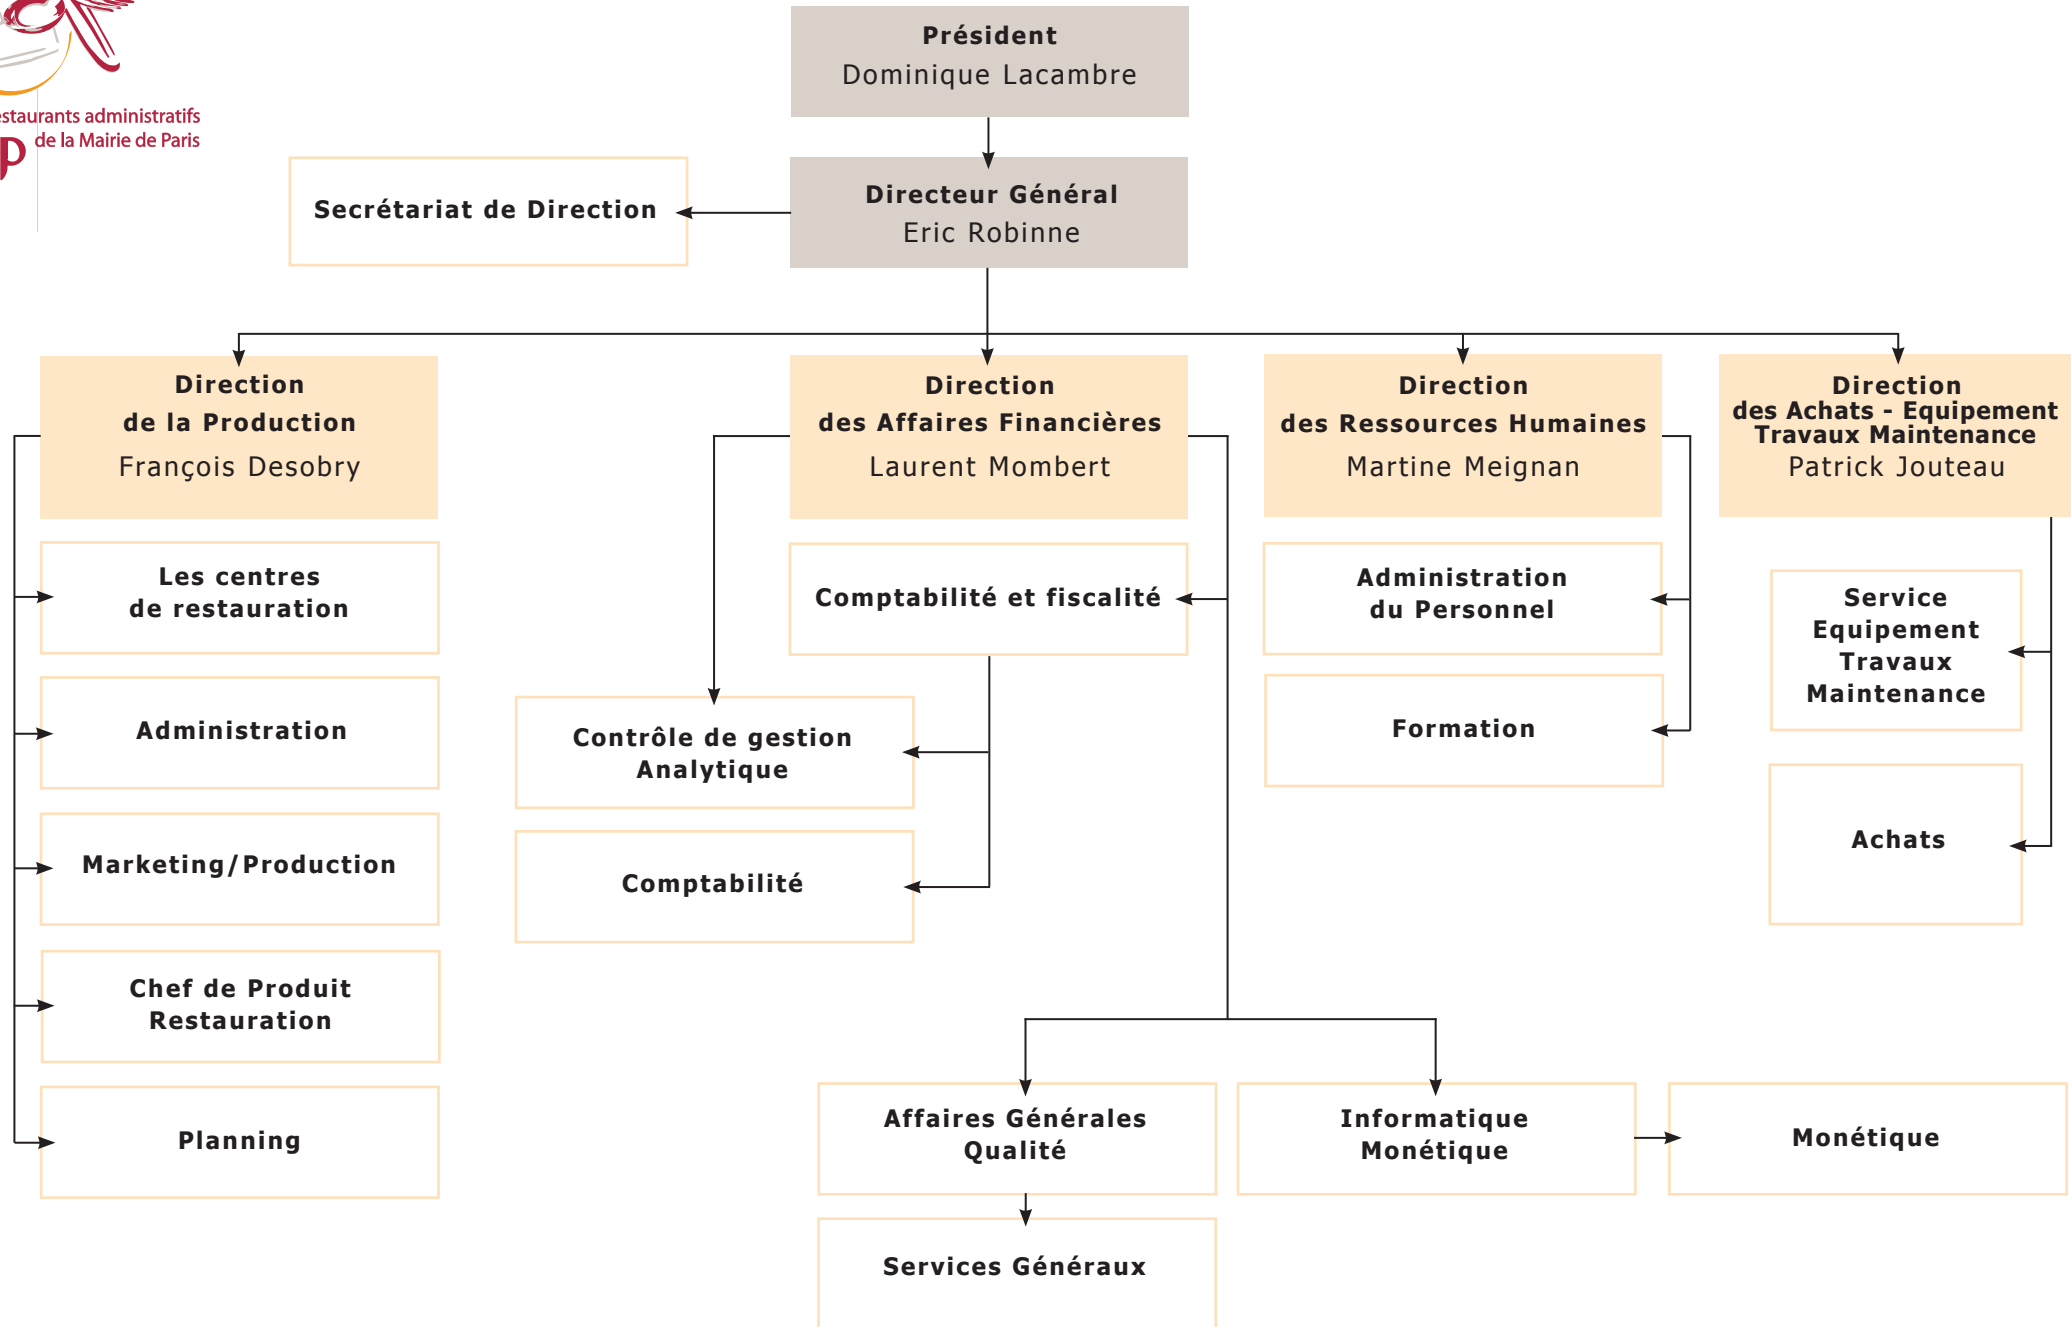 Président
Dominique Lacambre
restaurants administratifs
de la Mairie de Paris
Secrétariat de Direction
Directeur Général
Eric Robinne
Direction
de la Production
François Desobry
Direction
des Affaires Financières
Laurent Mombert
Direction
des Ressources Humaines
Martine Meignan
Direction
des Achats - Equipement
Travaux Maintenance
Patrick Jouteau
Les centres
de restauration
Comptabilité et fiscalité
Administration
du Personnel
Service
Equipement
Travaux
Maintenance
Administration
Contrôle de gestion
Analytique
Formation
Marketing/Production
Comptabilité
Achats
Chef de Produit
Restauration
Planning
Affaires Générales
Qualité
Informatique
Monétique
Monétique
Services Généraux